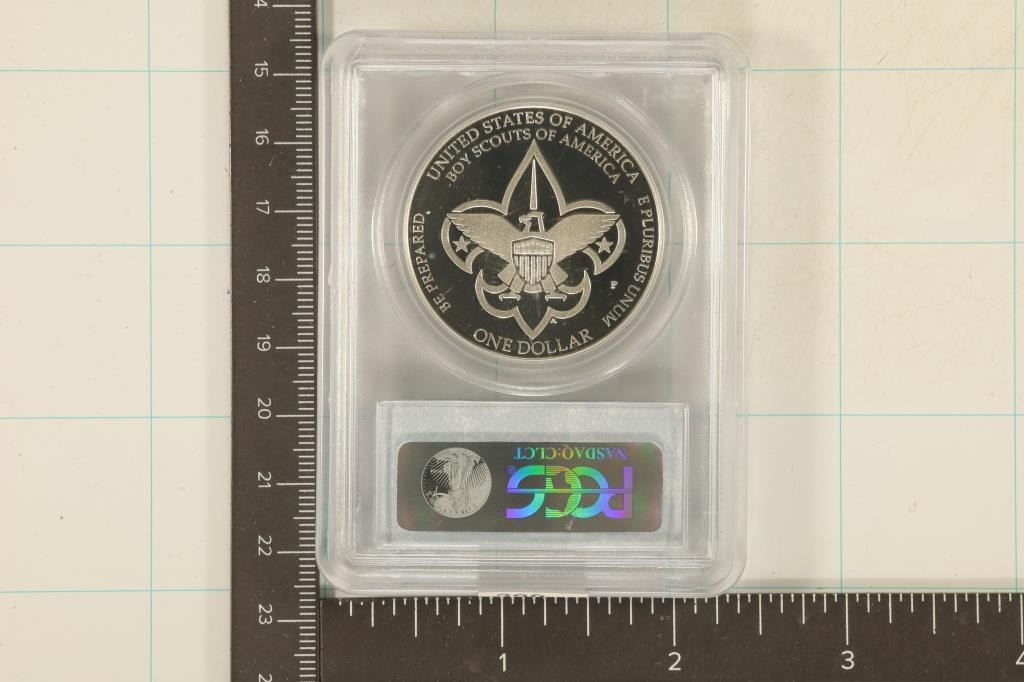 UNITED STATES OF AMERICA
BOY SCOUTS OF AMERICA
BE PREPARED
E PLURIBUS UNUM
P
ONE DOLLAR
NASDAQ:CLCT
PCGS®
15
16
17
18
19
20
21
22
23
1
2
3
4